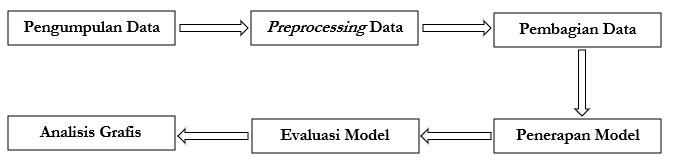 Pengumpulan Data
Preprocessing Data
Pembagian Data
Penerapan Model
Evaluasi Model
Analisis Grafis